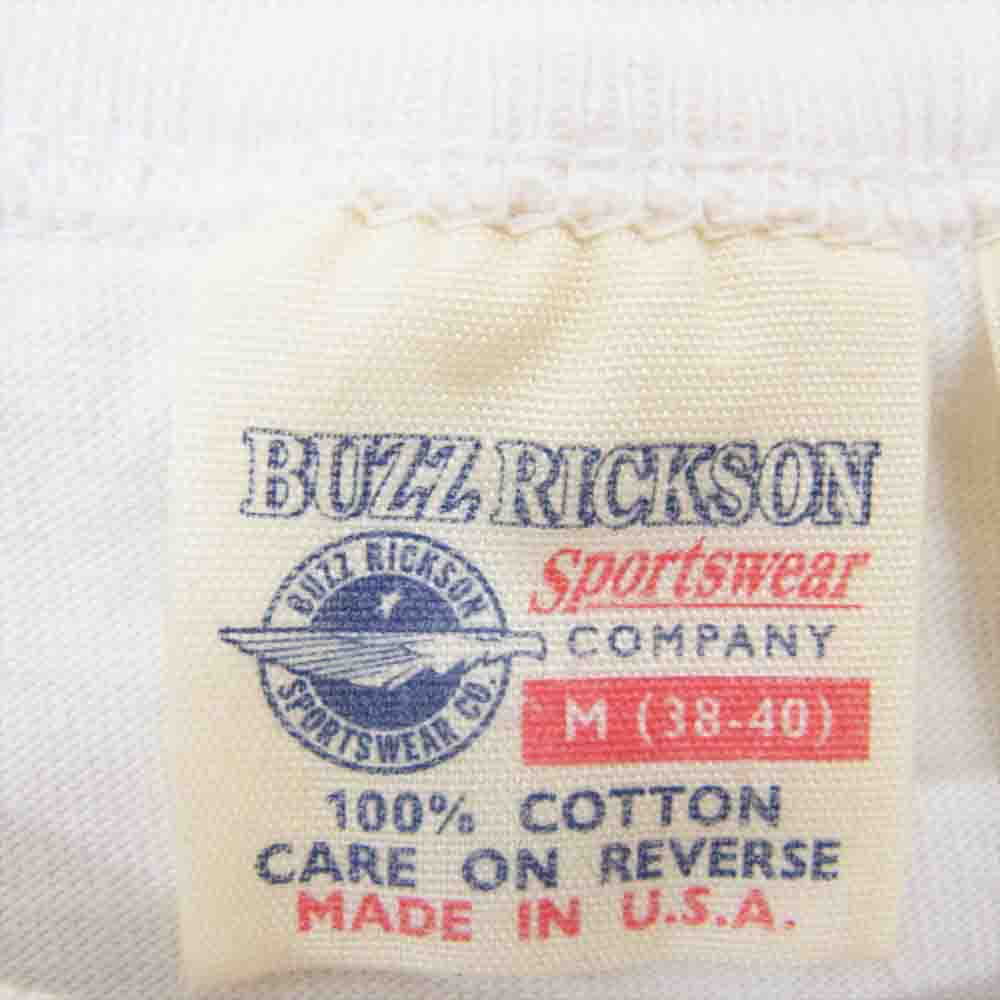 BUZZ RICKSON
BUZZ RICKSON
SPORTSWEAR CO.
Sportswear
COMPANY
M (38-40)
100% COTTON
CARE ON REVERSE
MADE IN U.S.A.